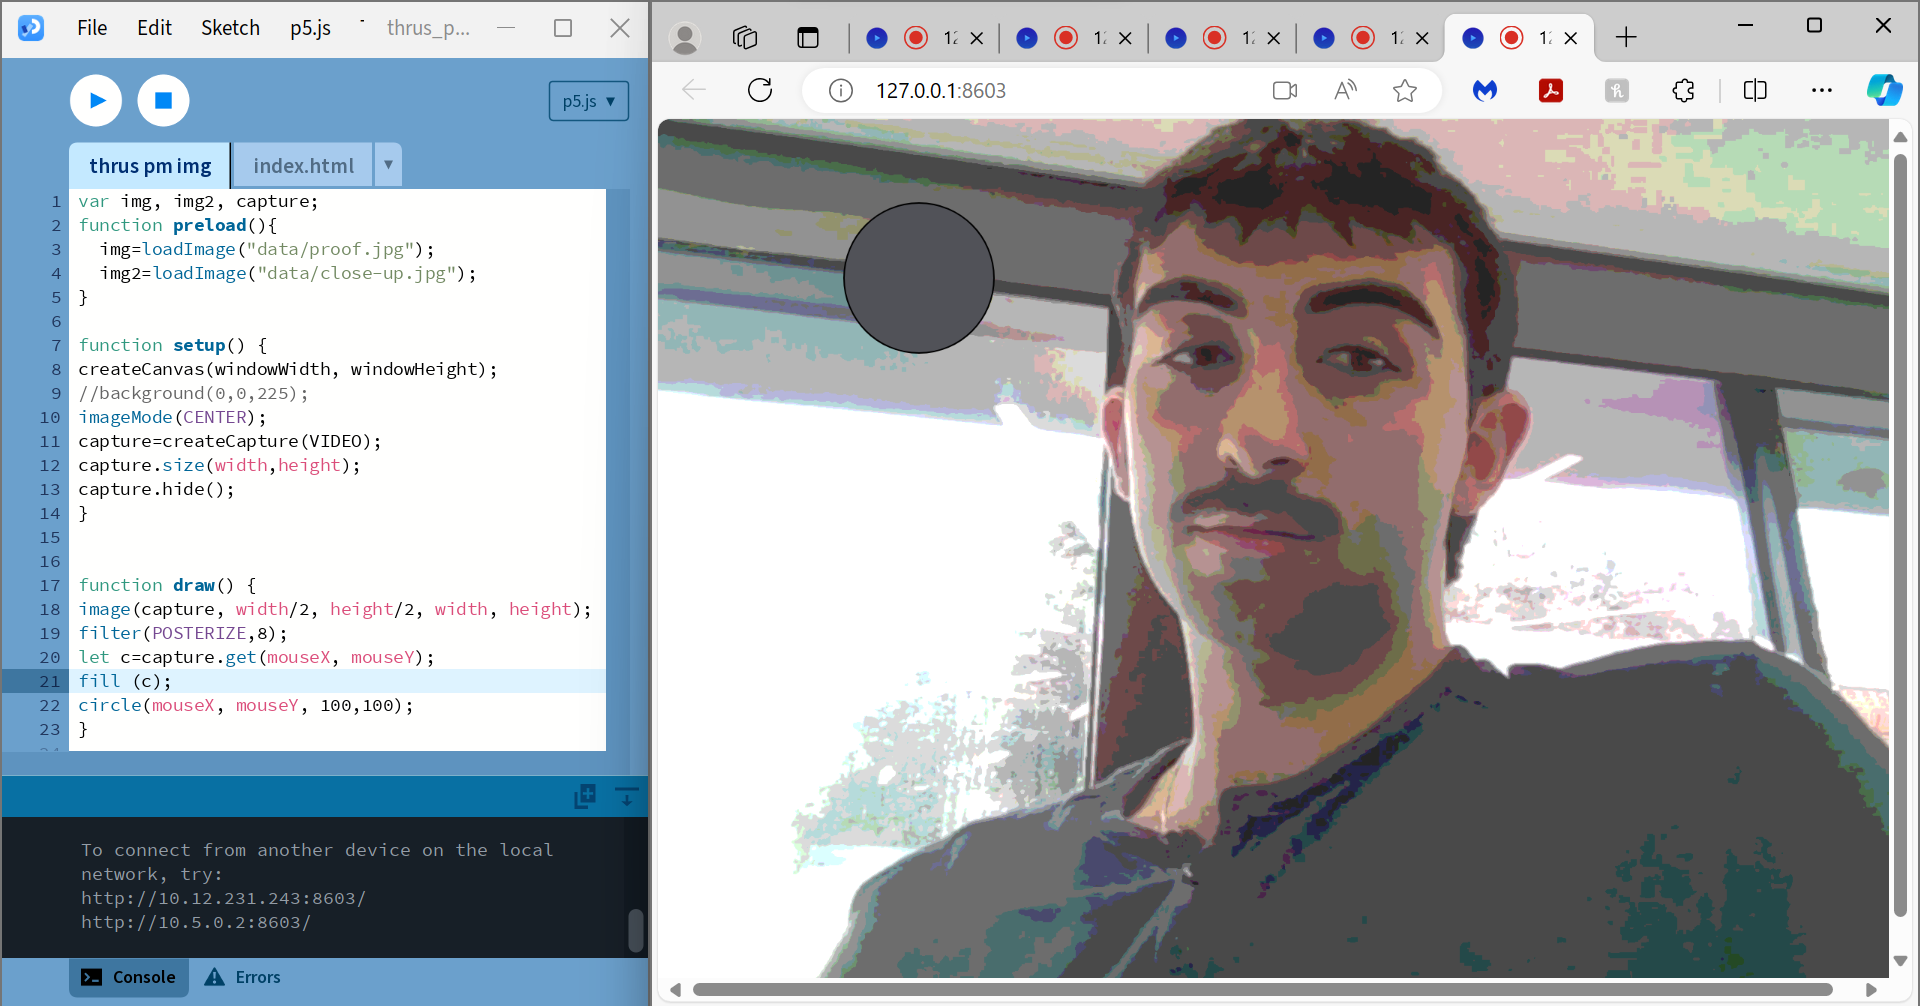 File Edit Sketch p5.js thrus_p...
p5.js ▾
thrus pm img index.html ▾
1 var img, img2, capture;
2 function preload(){
3 img=loadImage("data/proof.jpg");
4 img2=loadImage("data/close-up.jpg");
5 }
6
7 function setup() {
8 createCanvas(windowWidth, windowHeight);
9 //background(0,0,225);
10 imageMode(CENTER);
11 capture=createCapture(VIDEO);
12 capture.size(width,height);
13 capture.hide();
14 }
15
16
17 function draw() {
18 image(capture, width/2, height/2, width, height);
19 filter(POSTERIZE,8);
20 let c=capture.get(mouseX, mouseY);
21 fill (c);
22 circle(mouseX, mouseY, 100,100);
23 }
To connect from another device on the local
network, try:
http://10.12.231.243:8603/
http://10.5.0.2:8603/
Console Errors
127.0.0.1:8603